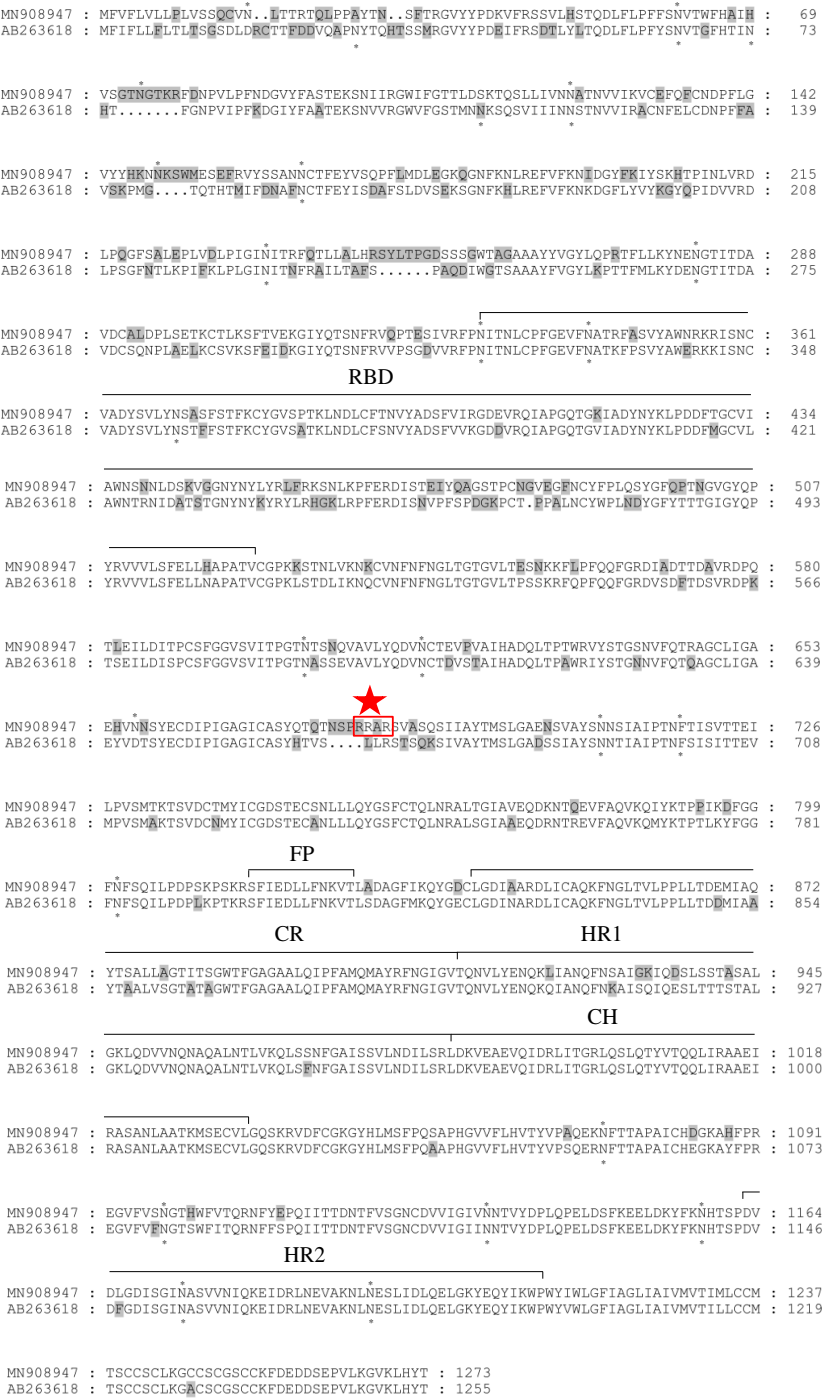 MN908947 : MFVFLVLLPLVSSQCVN..LTTRTQLPPAYTN..SFTRGVYYPDKVFRSSVLHSTQDLFLPFFSNVTWFHAIH : 69
AB263618 : MFIFLLFLTLTSGSDLDRCTTFDDVQAPNYTQHTSSMRGVYYPDEIFRSDTLYLTQDLFLPFYSNVTGFHTIN : 73
MN908947 : VSGTNGTKRFDNPVLPFNDGVYFASTEKSNIIRGWIFGTTLDSKTQSLLIVNNATNVVIKVCEFQFCNDPFLG : 142
AB263618 : HT.......FGNPVIPFKDGIYFAATEKSNVVRGWVFGSTMNNKSQSVIIINNSTNVVIRACNFELCDNPFFA : 139
MN908947 : VYYHKNNKSWMESEFRVYSSANNCTFEYVSQPFLMDLEGKQGNFKNLREFVFKNIDGYFKIYSKHTPINLVRD : 215
AB263618 : VSKPMG....TQTHTMIFDNAFNCTFEYISDAFSLDVSEKSGNFKHLREFVFKNKDGFLYVYKGYQPIDVVRD : 208
MN908947 : LPQGFSALEPLVDLPIGINITRFQTLLALHRSYLTPGDSSSGWTAGAAAYYVGYLQPRTFLLKYNENGTITDA : 288
AB263618 : LPSGFNTLKPIFKLPLGINITNFRAILTAFS......PAQDIWGTSAAAYFVGYLKPTTFMLKYDENGTITDA : 275
MN908947 : VDCALDPLSETKCTLKSFTVEKGIYQTSNFRVQPTESIVRFPNITNLCPFGEVFNATRFASVYAWNRKRISNC : 361
AB263618 : VDCSQNPLAELKCSVKSFEIDKGIYQTSNFRVVPSGDVVRFPNITNLCPFGEVFNATKFPSVYAWERKKISNC : 348
RBD
MN908947 : VADYSVLYNSASFSTFKCYGVSPTKLNDLCFTNVYADSFVIRGDEVRQIAPGQTGKIADYNYKLPDDFTGCVI : 434
AB263618 : VADYSVLYNSTFFSTFKCYGVSATKLNDLCFSNVYADSFVVKGDDVRQIAPGQTGVIADYNYKLPDDFMGCVL : 421
MN908947 : AWNSNNLDSKVGGNYNYLYRLFRKSNLKPFERDISTEIYQAGSTPCNGVEGFNCYFPLQSYGFQPTNGVGYQP : 507
AB263618 : AWNTRNIDATSTGNYNYKYRYLRHGKLRPFERDISNVPFSPDGKPCT.PPALNCYWPLNDYGFYTTTGIGYQP : 493
MN908947 : YRVVVLSFELLHAPATVCGPKKSTNLVKNKCVNFNFNGLTGTGVLTESNKKFLPFQQFGRDIADTTDAVRDPQ : 580
AB263618 : YRVVVLSFELLNAPATVCGPKLSTDLIKNQCVNFNFNGLTGTGVLTPSSKRFQPFQQFGRDVSDFTDSVRDPK : 566
MN908947 : TLEILDITPCSFGGVSVITPGTNTSNQVAVLYQDVNCTEVPVAIHADQLTPTWRVYSTGSNVFQTRAGCLIGA : 653
AB263618 : TSEILDISPCSFGGVSVITPGTNASSEVAVLYQDVNCTDVSTAIHADQLTPAWRIYSTGNNVFQTQAGCLIGA : 639
MN908947 : EHVNNSYECDIPIGAGICASYQTQTNSPRRARSVASQSIIAYTMSLGAENSVAYSNNSIAIPTNFTISVTTEI : 726
AB263618 : EYVDTSYECDIPIGAGICASYHTVS....LLRSTSQKSIVAYTMSLGADSSIAYSNNTIAIPTNFSISITTEV : 708
MN908947 : LPVSMTKTSVDCTMYICGDSTECSNLLLQYGSFCTQLNRALTGIAVEQDKNTQEVFAQVKQIYKTPPIKDFGG : 799
AB263618 : MPVSMAKTSVDCNMYICGDSTECANLLLQYGSFCTQLNRALSGIAAEQDRNTREVFAQVKQMYKTPTLKYFGG : 781
FP
MN908947 : FNFSQILPDPSKPSKRSFIEDLLFNKVTLADAGFIKQYGDCLGDIAARDLICAQKFNGLTVLPPLLTDEMIAQ : 872
AB263618 : FNFSQILPDPLKPTKRSFIEDLLFNKVTLSDAGFMKQYGECLGDINARDLICAQKFNGLTVLPPLLTDDMIAA : 854
CR HR1
MN908947 : YTSALLAGTITSGWTFGAGAALQIPFAMQMAYRFNGIGVTQNVLYENQKLIANQFNSAIGKIQDSLSSTASAL : 945
AB263618 : YTAALVSGTATAGWTFGAGAALQIPFAMQMAYRFNGIGVTQNVLYENQKQIANQFNKAISQIQESLTTTSTAL : 927
CH
MN908947 : GKLQDVVNQNAQALNTLVKQLSSNFGAISSVLNDILSRLDKVEAEVQIDRLITGRLQSLQTYVTQQLIRAAEI : 1018
AB263618 : GKLQDVVNQNAQALNTLVKQLSFNFGAISSVLNDILSRLDKVEAEVQIDRLITGRLQSLQTYVTQQLIRAAEI : 1000
MN908947 : RASANLAATKMSECVLGQSKRVDFCGKGYHLMSFPQSAPHGVVFLHVTYVPAQEKNFTTAPAICHDGKAHFPR : 1091
AB263618 : RASANLAATKMSECVLGQSKRVDFCGKGYHLMSFPQAAPHGVVFLHVTYVPSQERNFTTAPAICHEGKAYFPR : 1073
MN908947 : EGVFVSNGTHWFVTQRNFYEPQIITTDNTFVSGNCDVVIGIVNNTVYDPLQPELDSFKEELDKYFKNHTSPDV : 1164
AB263618 : EGVFVFNGTSWFITQRNFFSPQIITTDNTFVSGNCDVVIGIINNTVYDPLQPELDSFKEELDKYFKNHTSPDV : 1146
HR2
MN908947 : DLGDISGINASVVNIQKEIDRLNEVAKNLNESLIDLQELGKYEQYIKWPWYIWLGFIAGLIAIVMVTIMLCCM : 1237
AB263618 : DFGDISGINASVVNIQKEIDRLNEVAKNLNESLIDLQELGKYEQYIKWPWYVWLGFIAGLIAIVMVTILLCCM : 1219
MN908947 : TSCCSCLKGCCSCGSCCKFDEDDSEPVLKGVKLHYT : 1273
AB263618 : TSCCSCLKGACSCGSCCKFDEDDSEPVLKGVKLHYT : 1255